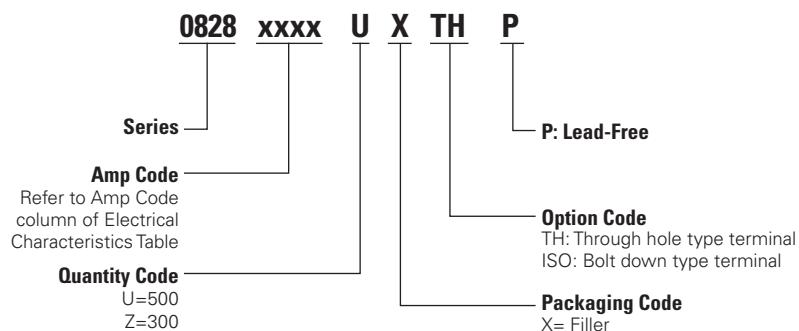 0828 xxxx U X TH P
Series
P: Lead-Free
Amp Code
Refer to Amp Code
column of Electrical
Characteristics Table
Option Code
TH: Through hole type terminal
ISO: Bolt down type terminal
Quantity Code
U=500
Z=300
Packaging Code
X= Filler